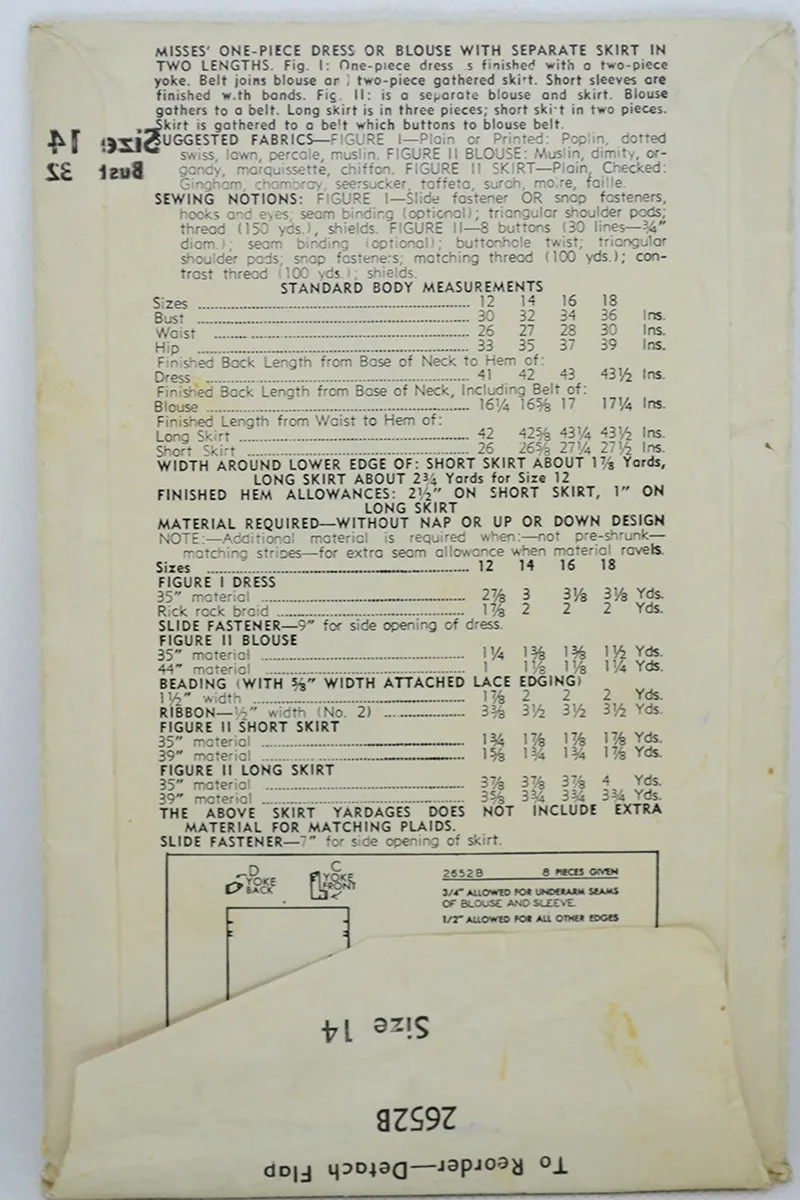 MISSES' ONE-PIECE DRESS OR BLOUSE WITH SEPARATE SKIRT IN
TWO LENGTHS. Fig. I: One-piece dress s finished with a two-piece
yoke. Belt joins blouse and two-piece gathered skirt. Short sleeves are
finished with bands. Fig. II: is a separate blouse and skirt. Blouse
gathers to a belt. Long skirt is in three pieces; short skirt in two pieces.
Skirt is gathered to a belt which buttons to blouse belt.
Size 14
Bust 32
SUGGESTED FABRICS—FIGURE I—Plain or Printed: Poplin, dotted
swiss, lawn, percale, muslin. FIGURE II BLOUSE: Muslin, dimity, or-
gandy, marquissette, chiffon. FIGURE II SKIRT—Plain, Checked:
Gingham, chambray, seersucker, taffeta, surah, moire, faille.
SEWING NOTIONS: FIGURE I—Slide fastener OR snap fasteners,
hooks and eyes; seam binding (optional); triangular shoulder pads;
thread (150 yds.), shields. FIGURE II—8 buttons (30 lines—¾"
diam.); seam binding (optional); buttonhole twist; triangular
shoulder pads; snap fasteners; matching thread (100 yds.); con-
trast thread (100 yds.); shields.
STANDARD BODY MEASUREMENTS
Sizes 12 14 16 18
Bust 30 32 34 36 Ins.
Waist 26 27 28 30 Ins.
Hip 33 35 37 39 Ins.
Finished Back Length from Base of Neck to Hem of:
Dress 41 42 43 43½ Ins.
Finished Back Length from Base of Neck, Including Belt of:
Blouse 16¼ 16⅝ 17 17¼ Ins.
Finished Length from Waist to Hem of:
Long Skirt 42 42⅝ 43¼ 43½ Ins.
Short Skirt 26 26⅝ 27¼ 27½ Ins.
WIDTH AROUND LOWER EDGE OF: SHORT SKIRT ABOUT 1⅞ Yards,
LONG SKIRT ABOUT 2¾ Yards for Size 12
FINISHED HEM ALLOWANCES: 2½" ON SHORT SKIRT, 1" ON
LONG SKIRT
MATERIAL REQUIRED—WITHOUT NAP OR UP OR DOWN DESIGN
NOTE:—Additional material is required when:—not pre-shrunk—
matching stripes—for extra seam allowance when material ravels.
Sizes 12 14 16 18
FIGURE I DRESS
35" material 2⅞ 3 3⅛ 3⅛ Yds.
Rick rack braid 1⅞ 2 2 2 Yds.
SLIDE FASTENER—9" for side opening of dress.
FIGURE II BLOUSE
35" material 1¼ 1⅜ 1⅜ 1½ Yds.
44" material 1 1⅛ 1⅛ 1¼ Yds.
BEADING (WITH ⅝" WIDTH ATTACHED LACE EDGING)
1½" width 1⅞ 2 2 2 Yds.
RIBBON—½" width (No. 2) 3⅜ 3½ 3½ 3½ Yds.
FIGURE II SHORT SKIRT
35" material 1¾ 1⅞ 1⅞ 1⅞ Yds.
39" material 1⅝ 1¾ 1¾ 1⅞ Yds.
FIGURE II LONG SKIRT
35" material 3⅞ 3⅞ 3⅞ 4 Yds.
39" material 3⅝ 3¾ 3¾ 3¾ Yds.
THE ABOVE SKIRT YARDAGES DOES NOT INCLUDE EXTRA
MATERIAL FOR MATCHING PLAIDS.
SLIDE FASTENER—7" for side opening of skirt.
D
YOKE
BACK
C
YOKE
FRONT
2652B 8 PIECES GIVEN
3/4" ALLOWED FOR UNDERARM SEAMS
OF BLOUSE AND SLEEVE.
1/2" ALLOWED FOR ALL OTHER EDGES
Size 14
2652B
To Reorder—Detach Flap